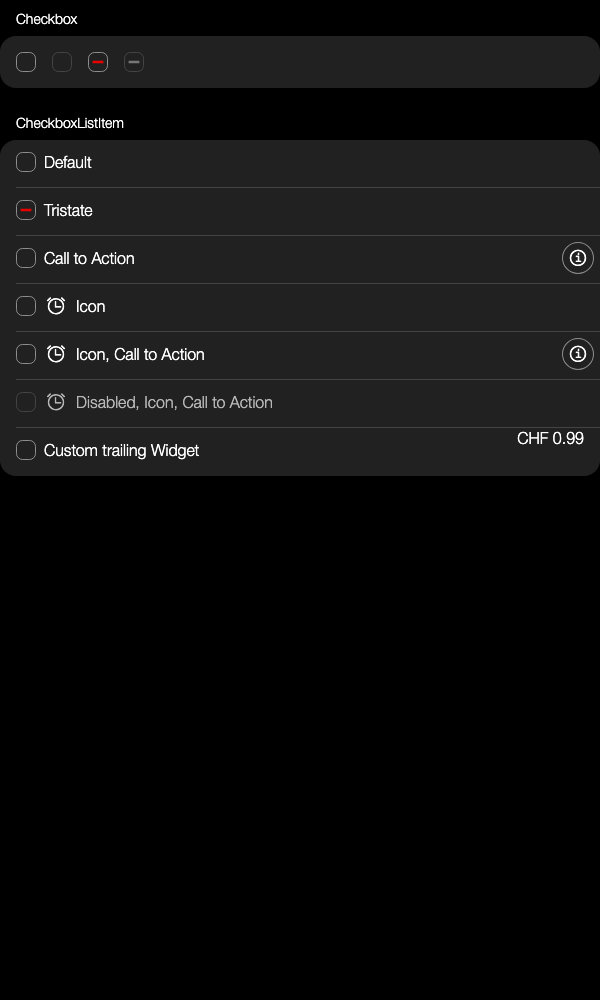 Checkbox
CheckboxListItem
Default
Tristate
Call to Action
Icon
Icon, Call to Action
Disabled, Icon, Call to Action
Custom trailing Widget
CHF 0.99